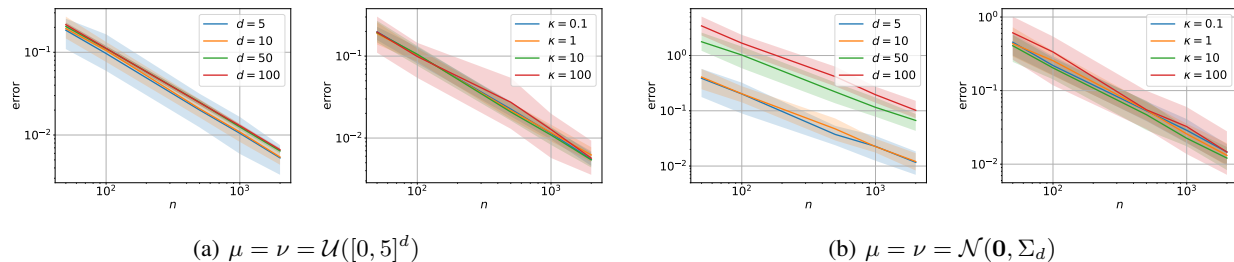 10^{-1}
10^{-2}
error
10^2
10^3
n
d = 5
d = 10
d = 50
d = 100
10^{-1}
10^{-2}
error
10^2
10^3
n
κ = 0.1
κ = 1
κ = 10
κ = 100
10^0
10^{-1}
10^{-2}
error
10^2
10^3
n
d = 5
d = 10
d = 50
d = 100
10^0
10^{-1}
10^{-2}
error
10^2
10^3
n
κ = 0.1
κ = 1
κ = 10
κ = 100
(a) μ = ν = 𝒰([0, 5]^d)
(b) μ = ν = 𝒩(𝟎, Σ_d)